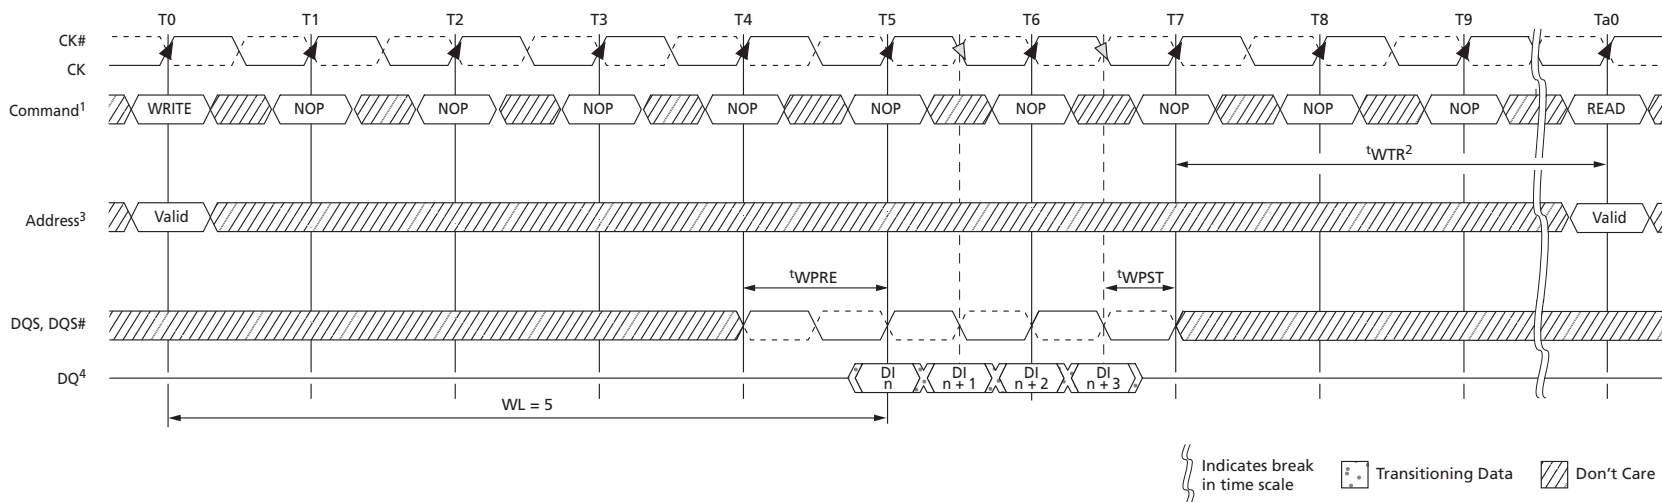 T0 T1 T2 T3 T4 T5 T6 T7 T8 T9 Ta0
CK#
CK
Command¹ WRITE NOP NOP NOP NOP NOP NOP NOP NOP NOP READ
ᵗWTR²
Address³ Valid Valid
ᵗWPRE ᵗWPST
DQS, DQS#
DQ⁴ DI n DI n + 1 DI n + 2 DI n + 3
WL = 5
Indicates break
in time scale
Transitioning Data
Don't Care